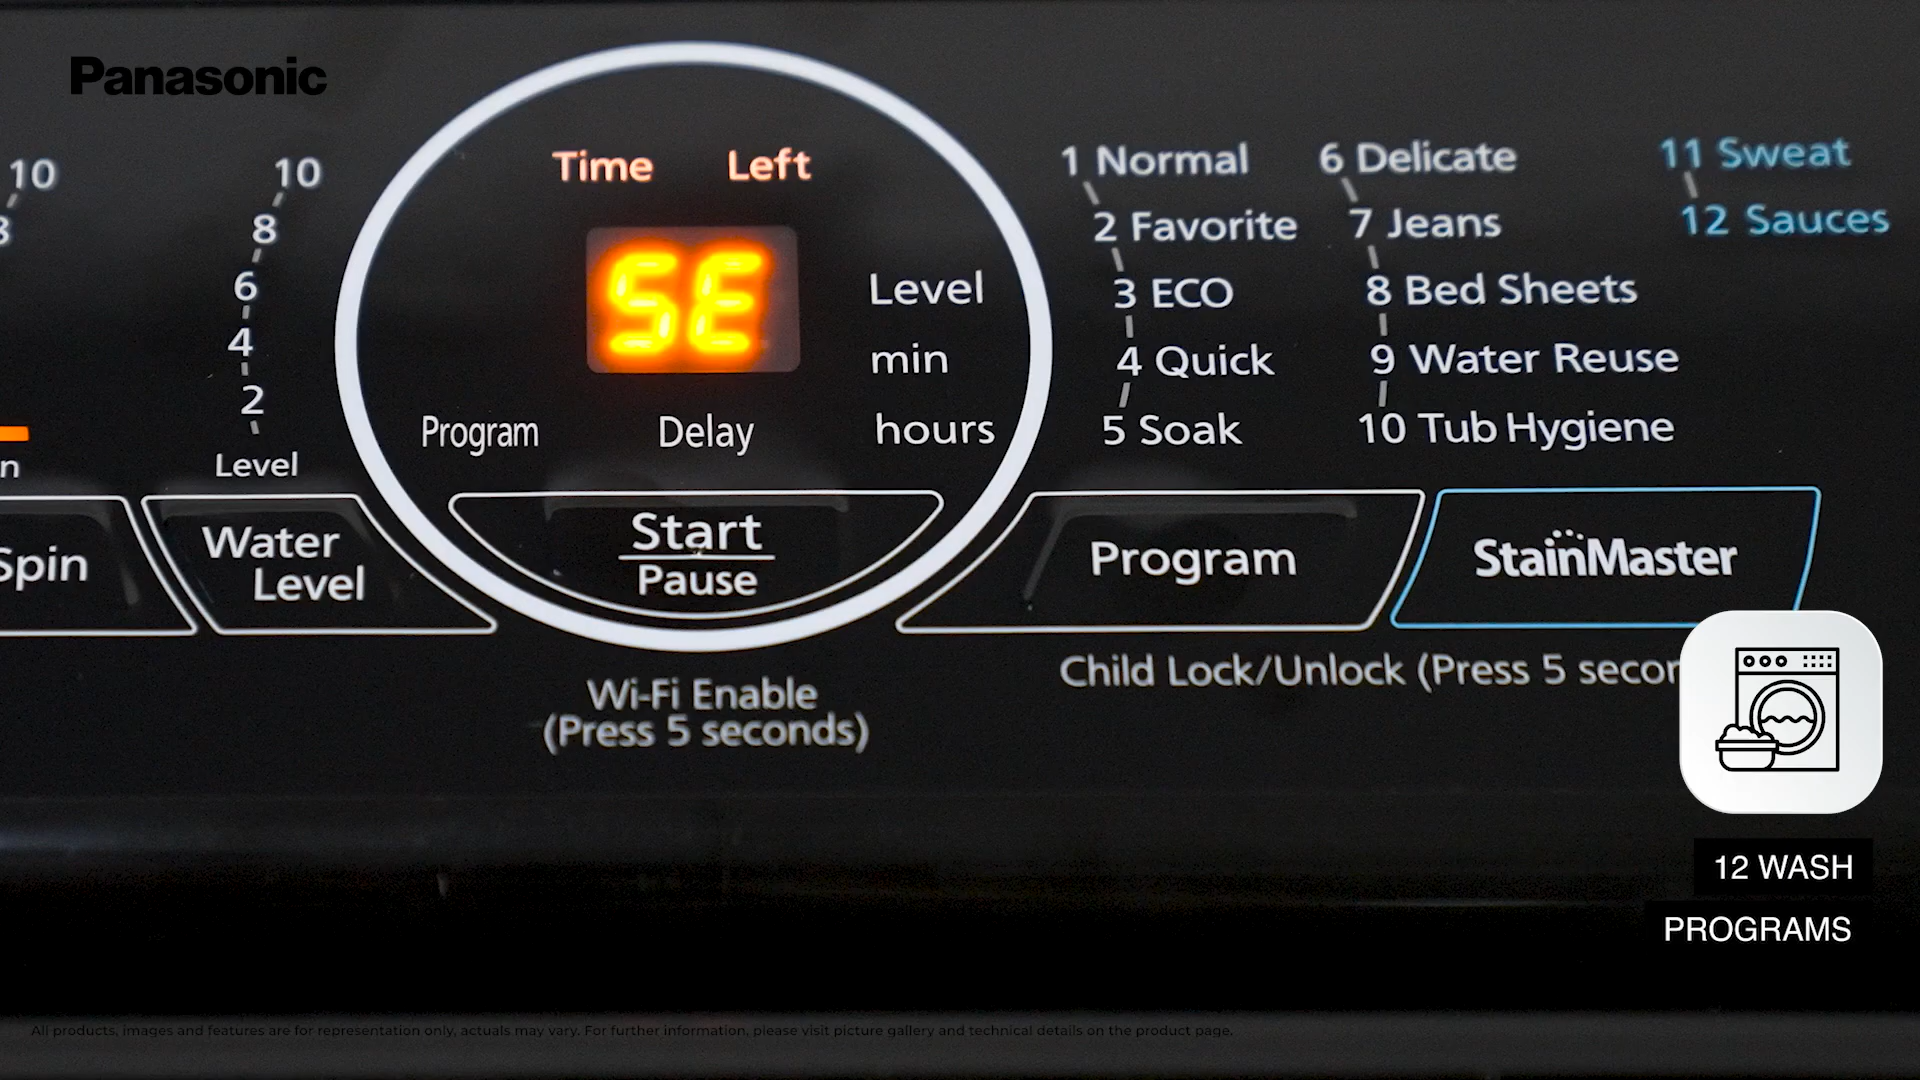 Panasonic
10
8
n
Spin
10
8
6
4
2
Level
Water
Level
Time Left
SE
Level
min
hours
Program
Delay
Start
Pause
Wi-Fi Enable
(Press 5 seconds)
1 Normal
2 Favorite
3 ECO
4 Quick
5 Soak
6 Delicate
7 Jeans
8 Bed Sheets
9 Water Reuse
10 Tub Hygiene
11 Sweat
12 Sauces
Program
StainMaster
Child Lock/Unlock (Press 5 secon
12 WASH
PROGRAMS
All products, images and features are for representation only, actuals may vary. For further information, please visit picture gallery and technical details on the product page.